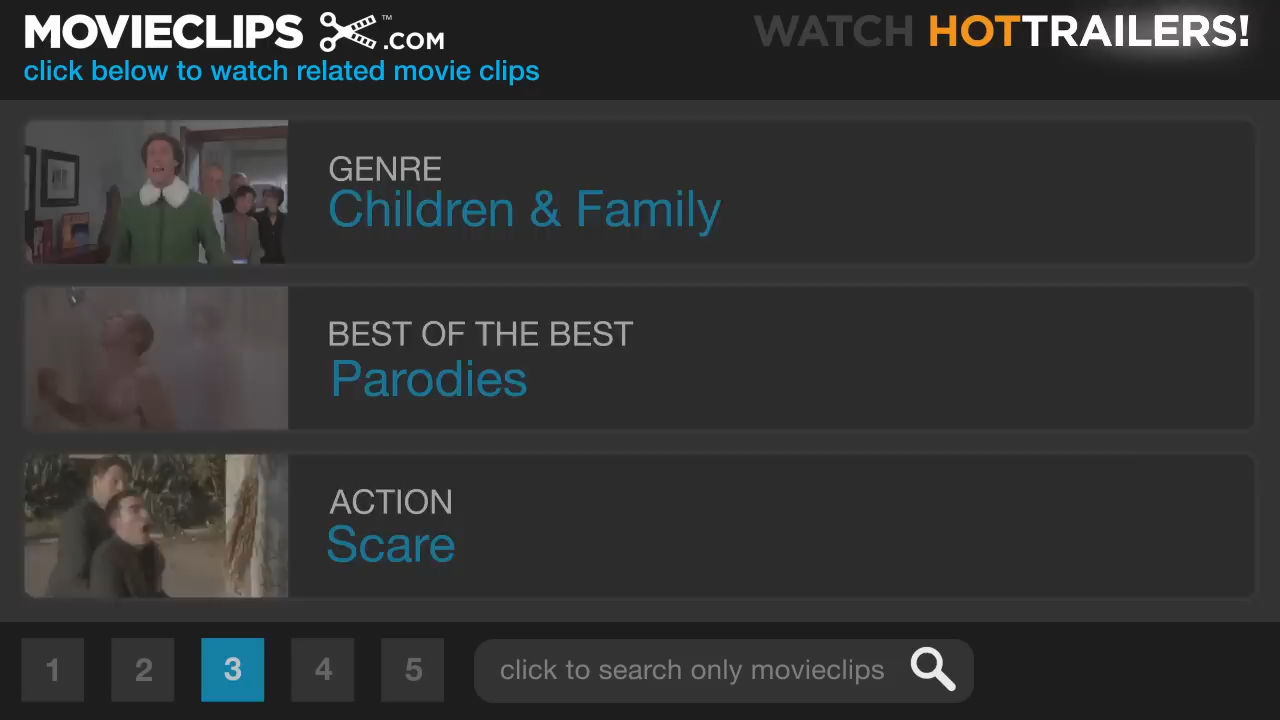 MOVIECLIPS ™ .COM
WATCH HOTTRAILERS!
click below to watch related movie clips
GENRE
Children & Family
BEST OF THE BEST
Parodies
ACTION
Scare
1 2 3 4 5 click to search only movieclips